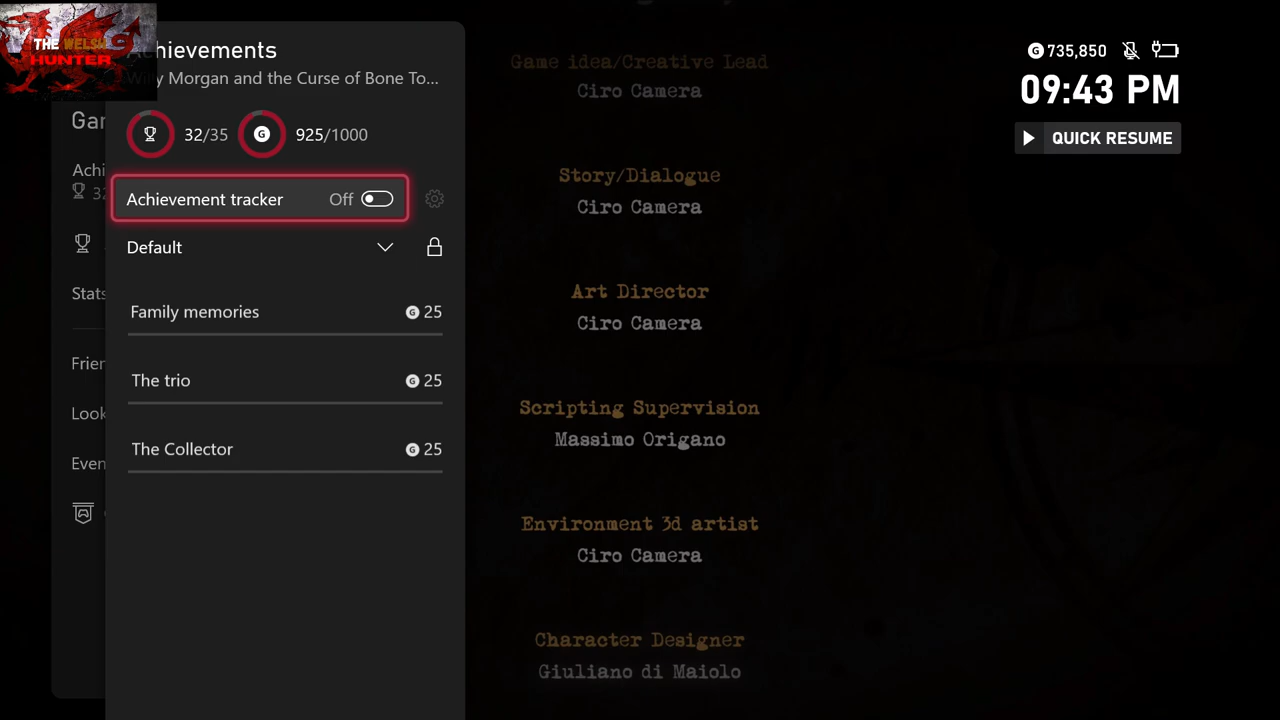 THE WELSH
HUNTER
9
Achievements
Willy Morgan and the Curse of Bone To...
32/35
G
925/1000
Achievement tracker
Off
Default
Family memories
G 25
The trio
G 25
The Collector
G 25
Gar
Achi
32
Stats
Frien
Look
Even
Game idea/Creative Lead
Ciro Camera
Story/Dialogue
Ciro Camera
Art Director
Ciro Camera
Scripting Supervision
Massimo Origano
Environment 3d artist
Ciro Camera
Character Designer
Giuliano di Maiolo
G 735,850
09:43 PM
QUICK RESUME